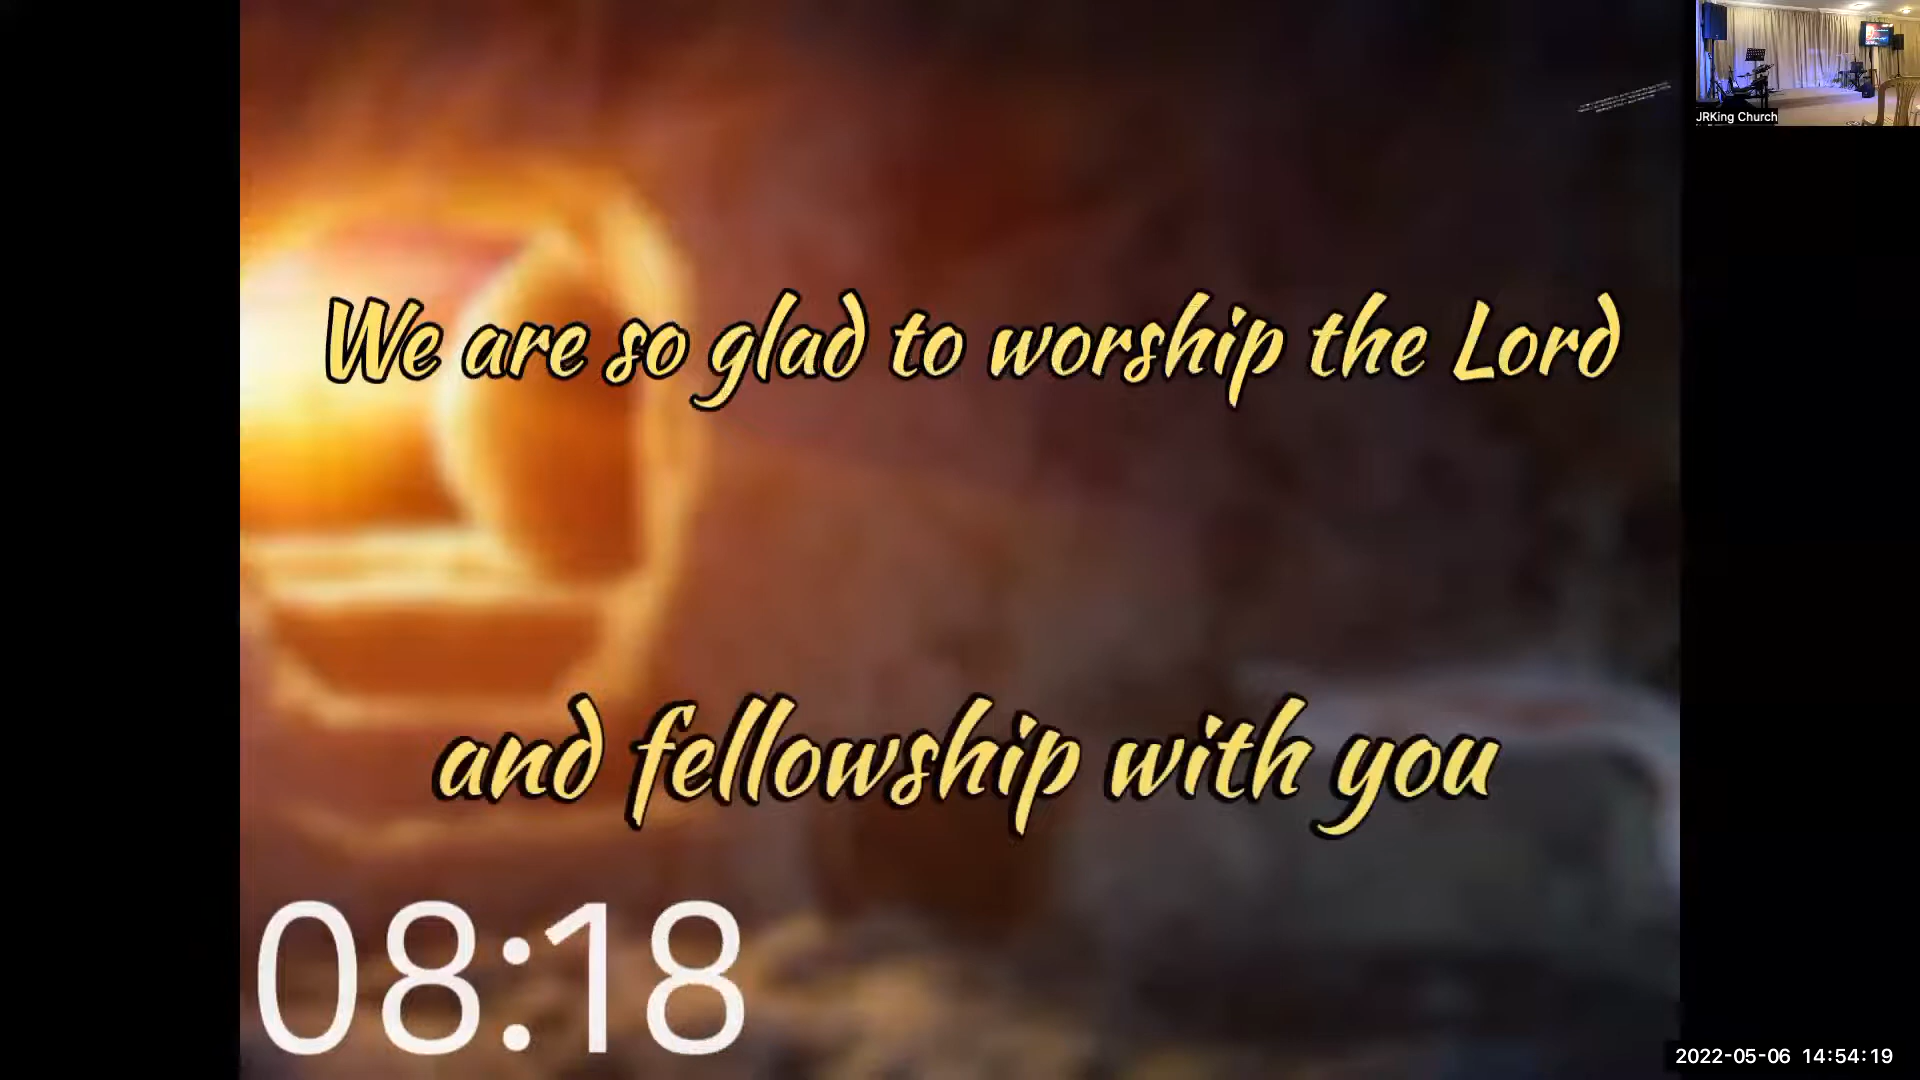 JRKing Church
We are so glad to worship the Lord
and fellowship with you
08:18
2022-05-06 14:54:19